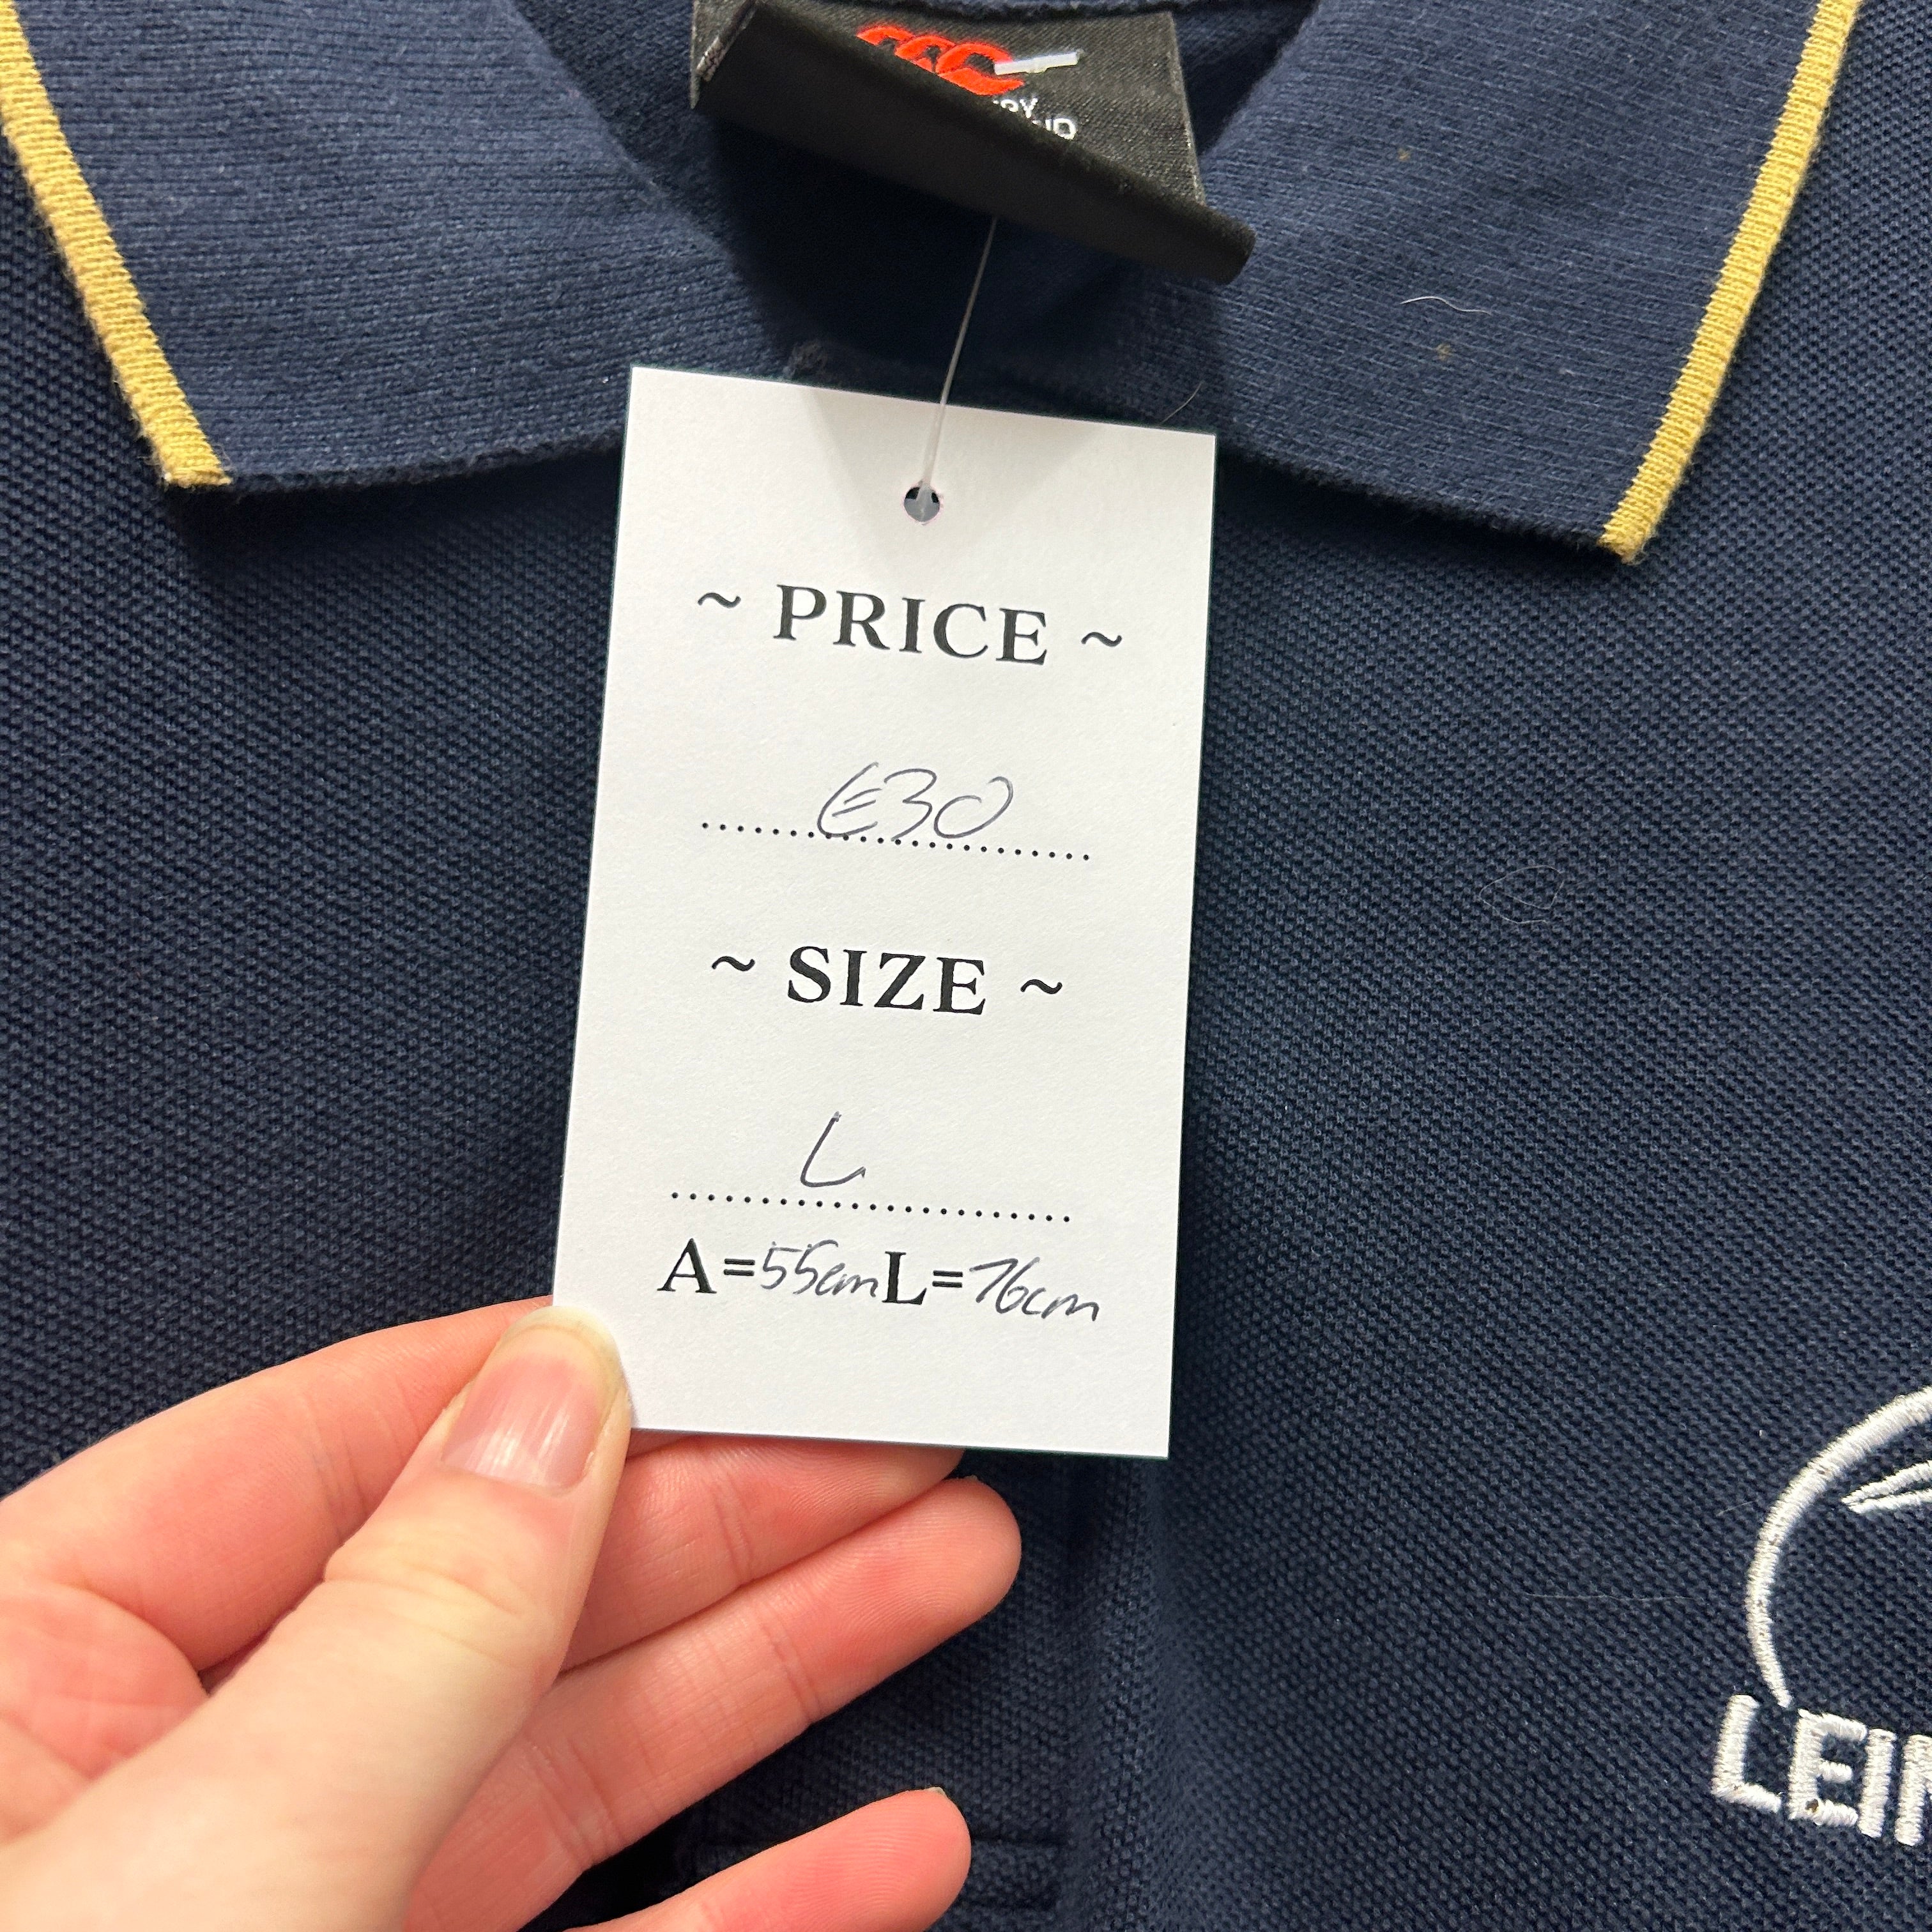 ~ PRICE ~
€30
~ SIZE ~
L
A=55cm L=76cm
LEIN